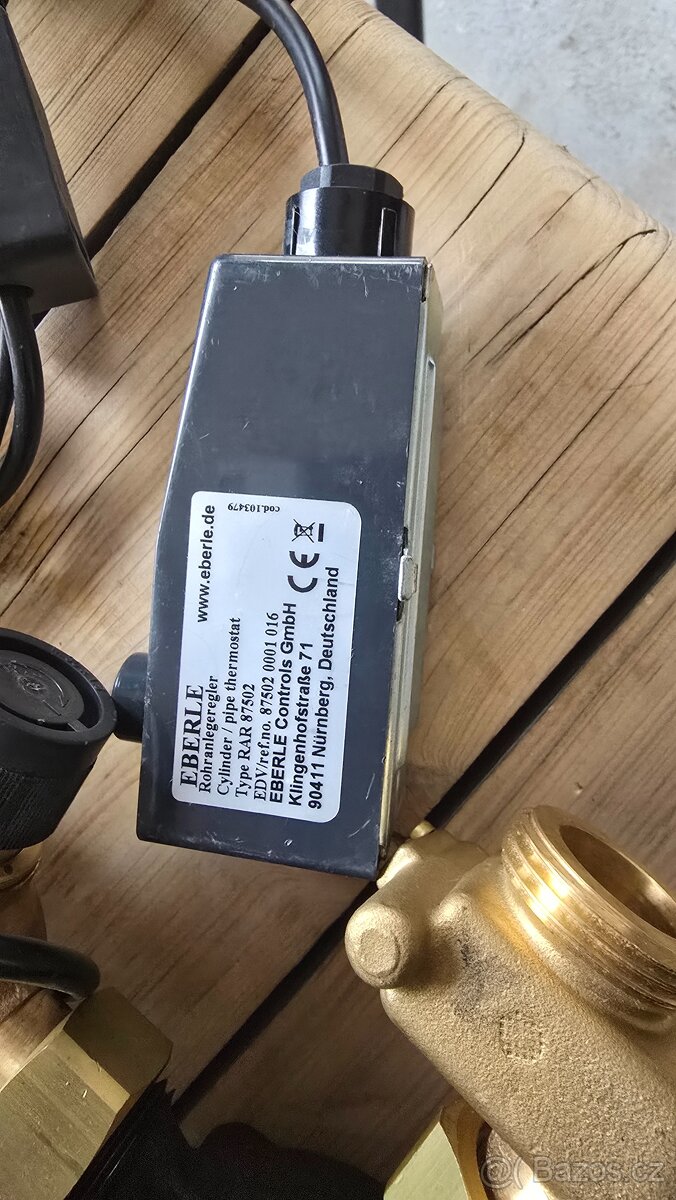 EBERLE www.eberle.de
Rohranlegeregler
Cylinder / pipe thermostat
Type RAR 87502
EDV/ref.no. 87502 0001 016
EBERLE Controls GmbH
Klingenhofstraße 71
90411 Nürnberg, Deutschland
CE
cod.103479
Bazos.cz